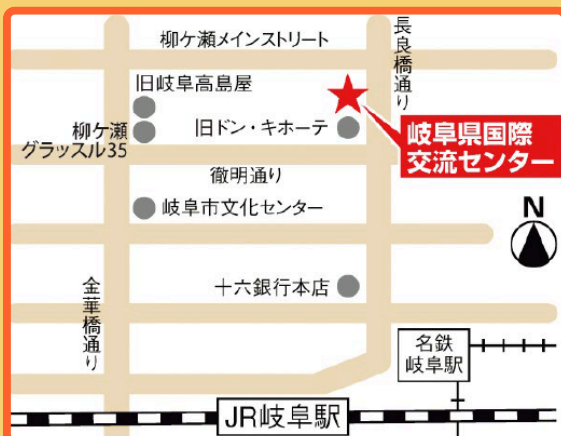 柳ケ瀬メインストリート
長良橋通り
旧岐阜高島屋
柳ケ瀬
グラッスル35
旧ドン・キホーテ
岐阜県国際
交流センター
徹明通り
岐阜市文化センター
N
金華橋通り
十六銀行本店
名鉄
岐阜駅
JR岐阜駅